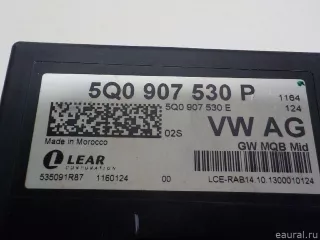 5Q0 907 530 P 1164
5Q0 907 530 E 124
02S VW AG
Made in Morocco GW MQB Mid
LEAR
CORPORATION
535091R87 1160124 00 LCE-RAB14.10.1300010124
eaural.ru